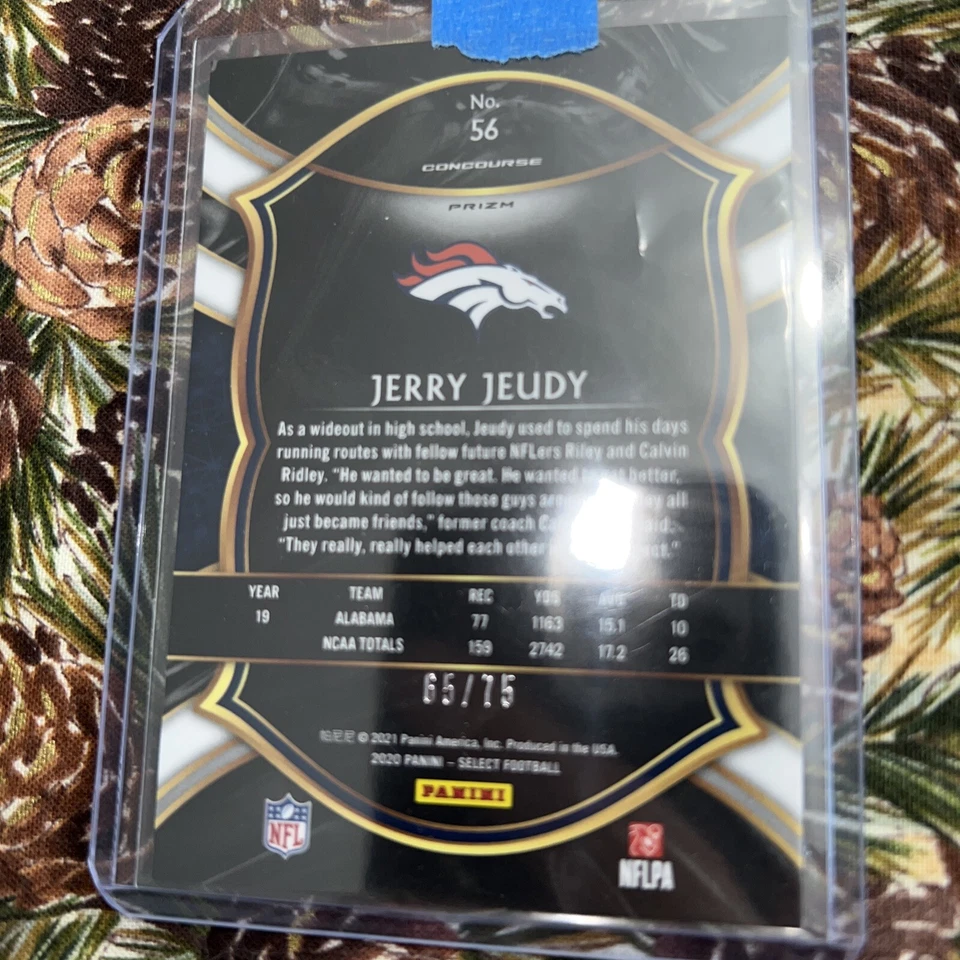 No.
56
CONCOURSE
PRIZM
JERRY JEUDY
As a wideout in high school, Jeudy used to spend his days
running routes with fellow future NFLers Riley and Calvin
Ridley. "He wanted to be great. He wanted better,
so he would kind of follow those guys all
just became friends," former coach
"They really, really helped each other
YEAR TEAM REC YDS AVG TD
19 ALABAMA 77 1163 15.1 10
NCAA TOTALS 159 2742 17.2 26
65/75
© 2021 Panini America, Inc. Produced in the USA.
2020 PANINI – SELECT FOOTBALL
PANINI
NFL
NFLPA